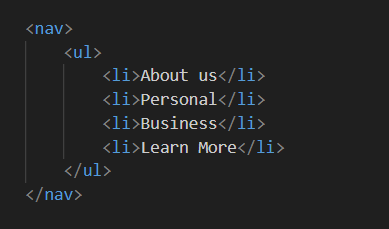 <nav>
<ul>
<li>About us</li>
<li>Personal</li>
<li>Business</li>
<li>Learn More</li>
</ul>
</nav>